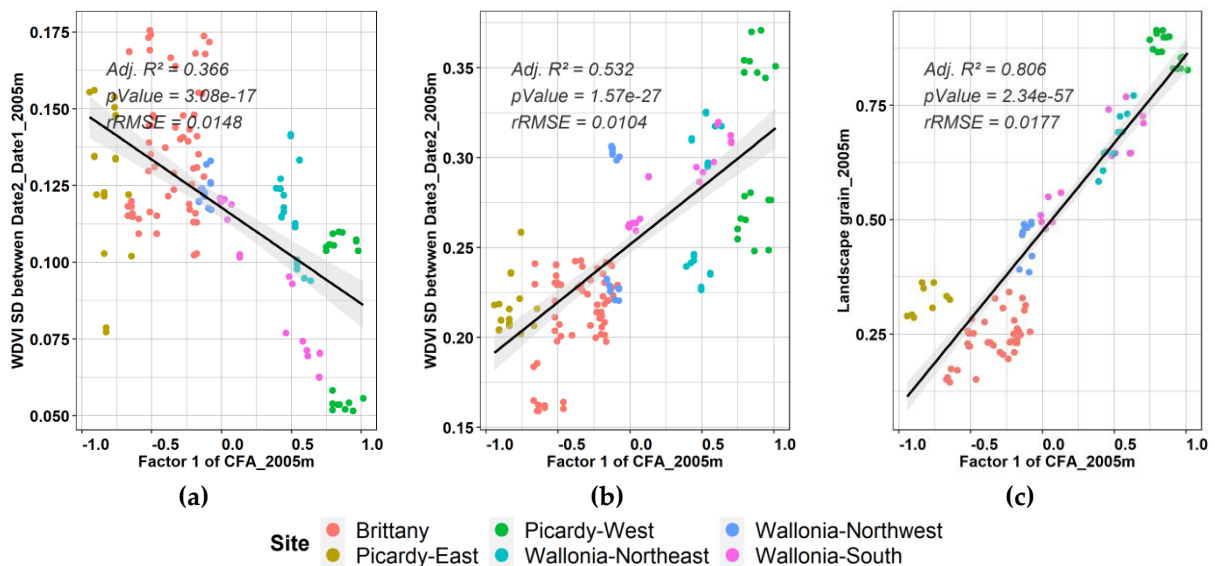 WDVI SD betwwen Date2_Date1_2005m
0.175
0.150
0.125
0.100
0.075
0.050
Adj. R² = 0.366
pValue = 3.08e-17
rRMSE = 0.0148
-1.0 -0.5 0.0 0.5 1.0
Factor 1 of CFA_2005m
(a)
WDVI SD betwwen Date3_Date2_2005m
0.35
0.30
0.25
0.20
0.15
Adj. R² = 0.532
pValue = 1.57e-27
rRMSE = 0.0104
-1.0 -0.5 0.0 0.5 1.0
Factor 1 of CFA_2005m
(b)
Landscape grain_2005m
0.75
0.50
0.25
Adj. R² = 0.806
pValue = 2.34e-57
rRMSE = 0.0177
-1.0 -0.5 0.0 0.5 1.0
Factor 1 of CFA_2005m
(c)
Site
Brittany Picardy-West Wallonia-Northwest
Picardy-East Wallonia-Northeast Wallonia-South